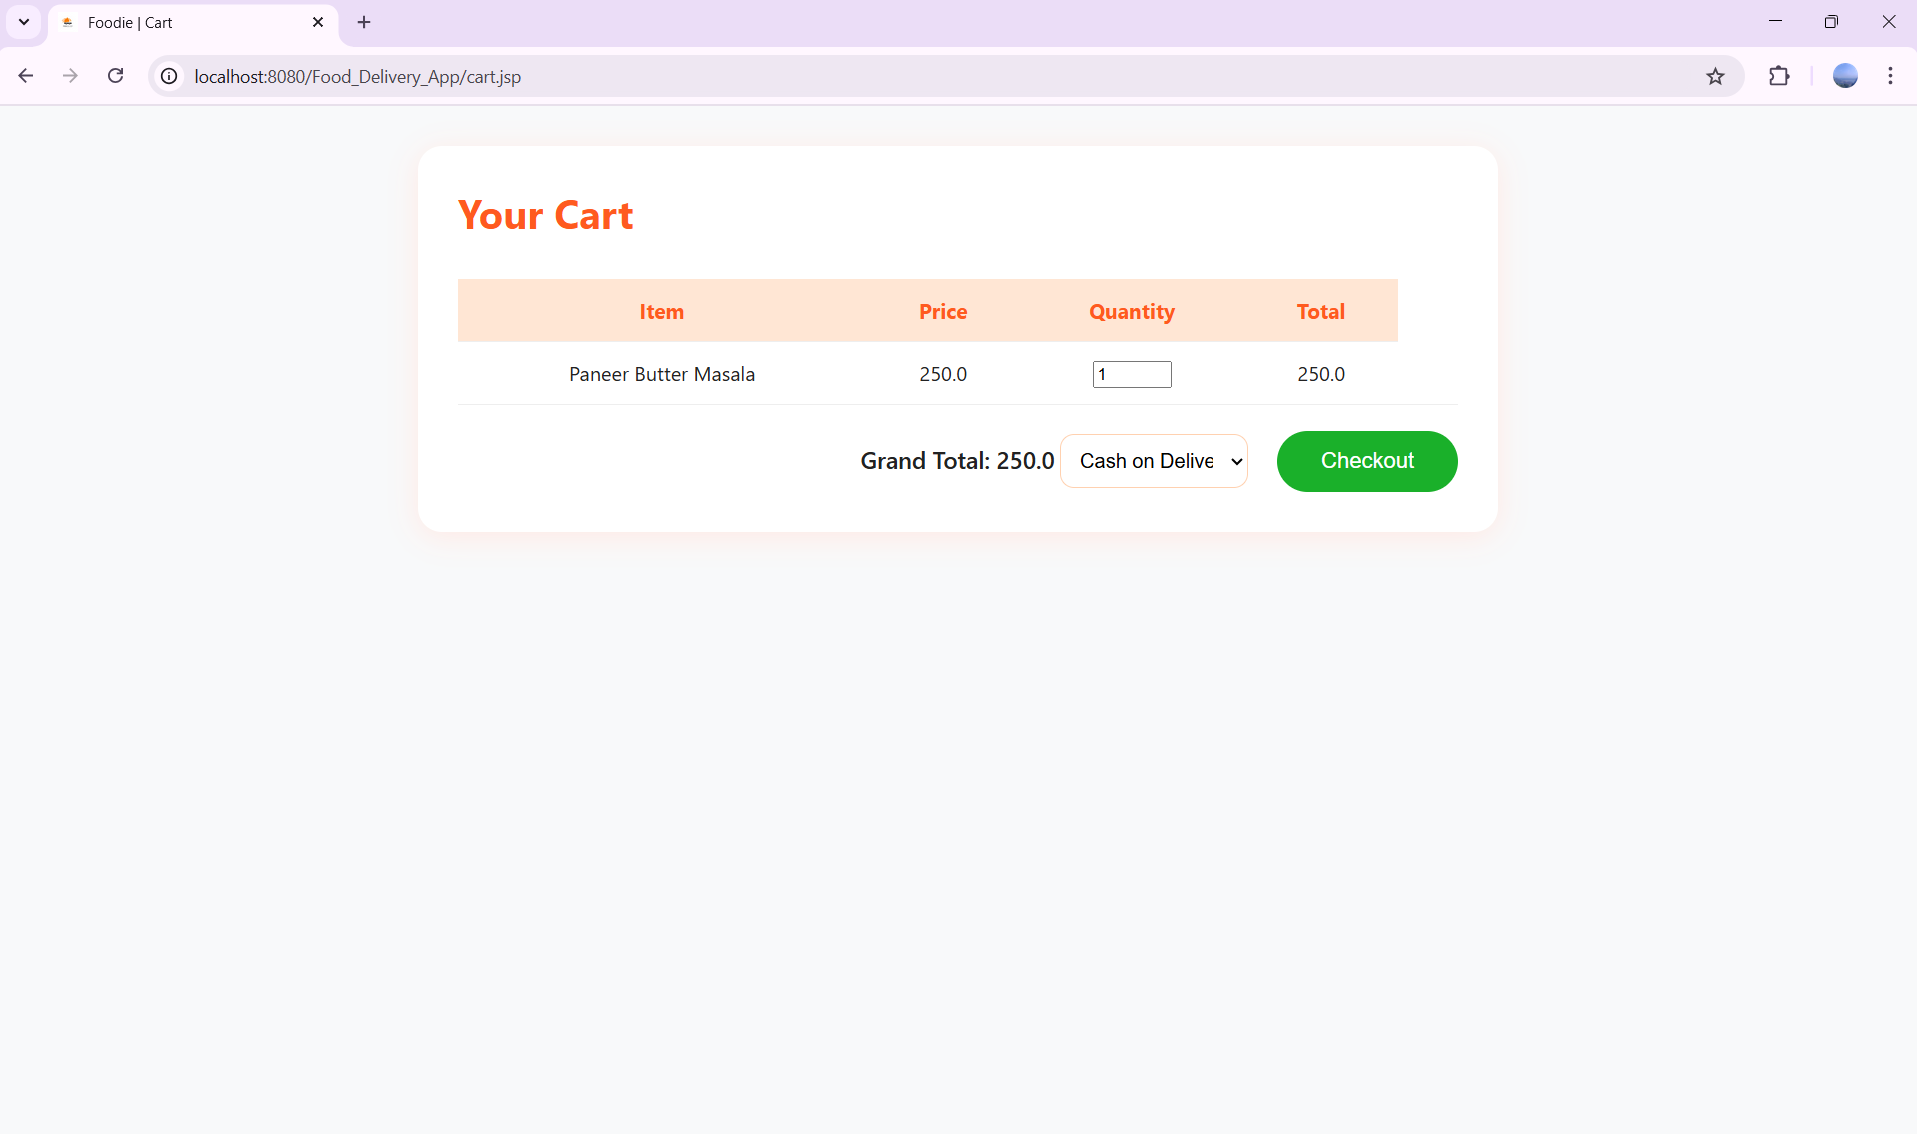 Foodie | Cart
localhost:8080/Food_Delivery_App/cart.jsp
Your Cart
Item Price Quantity Total
Paneer Butter Masala 250.0 1 250.0
Grand Total: 250.0 Cash on Delive Checkout